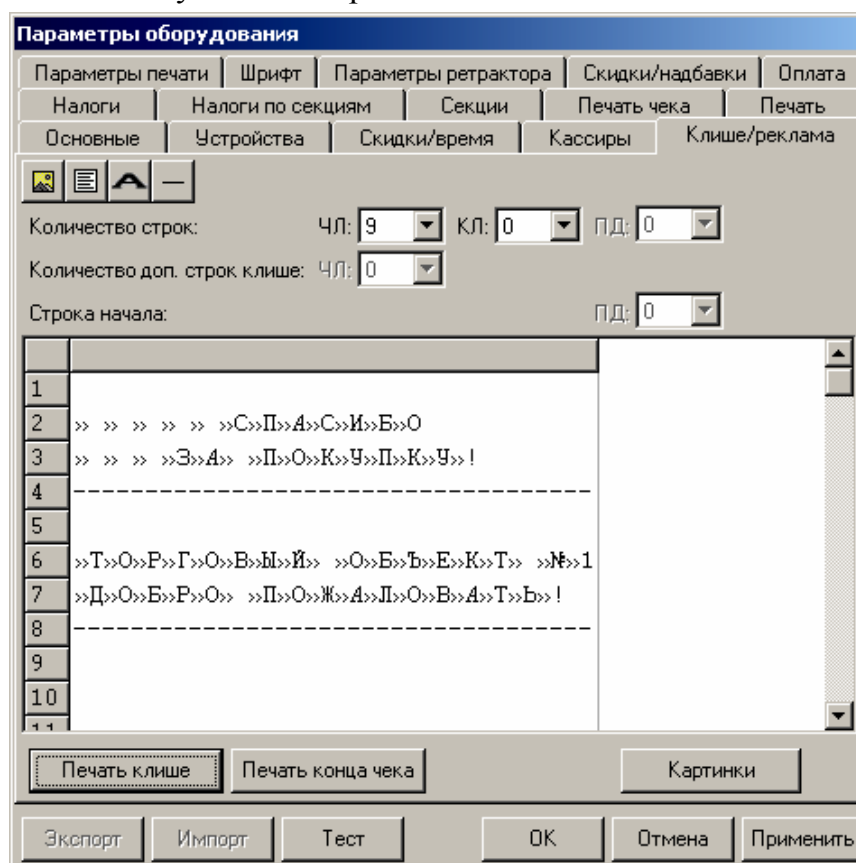 Параметры оборудования
Параметры печати Шрифт Параметры ретрактора Скидки/надбавки Оплата
Налоги Налоги по секциям Секции Печать чека Печать
Основные Устройства Скидки/время Кассиры Клише/реклама
Количество строк: ЧЛ: 9 КЛ: 0 ПД: 0
Количество доп. строк клише: ЧЛ: 0
Строка начала: ПД: 0
1
2 » » » » » »С»П»А»С»И»Б»О
3 » » » »З»А» »П»О»К»У»П»К»У»!
4 -------------------------------------
5
6 »Т»О»Р»Г»О»В»Ы»Й» »О»Б»Ъ»Е»К»Т» »№»1
7 »Д»О»Б»Р»О» »П»О»Ж»А»Л»О»В»А»Т»Ь»!
8 -------------------------------------
9
10
11
Печать клише Печать конца чека Картинки
Экспорт Импорт Тест OK Отмена Применить